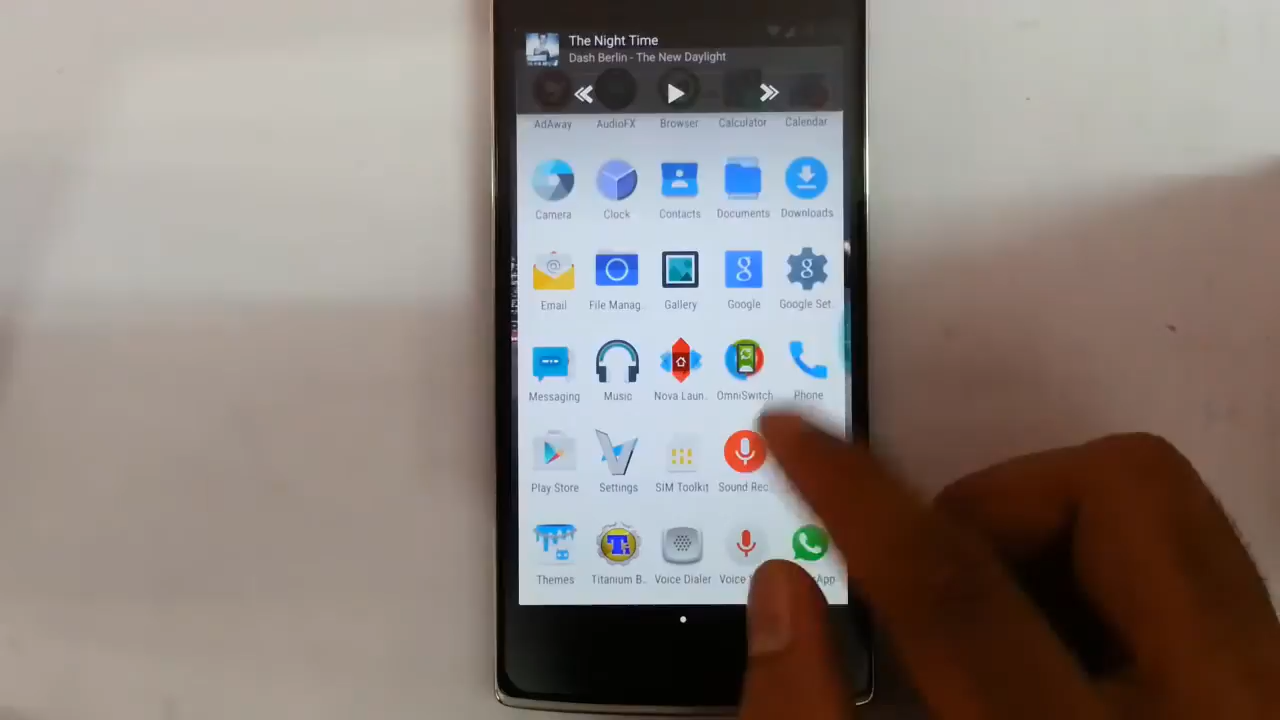 The Night Time
Dash Berlin - The New Daylight
AdAway AudioFX Browser Calculator Calendar
Camera Clock Contacts Documents Downloads
Email File Manag.. Gallery Google Google Set..
Messaging Music Nova Laun.. OmniSwitch Phone
Play Store Settings SIM Toolkit Sound Rec
Themes Titanium B.. Voice Dialer Voice